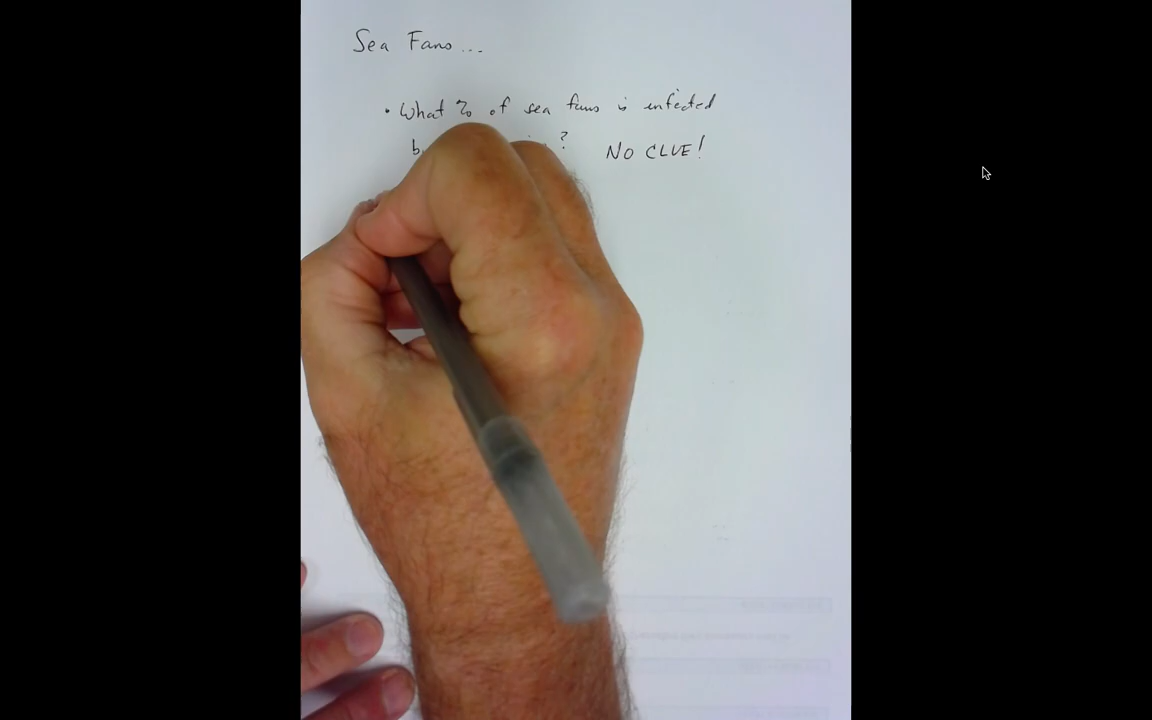 Sea Fans...
• What % of sea fans is infected
? NO CLUE!